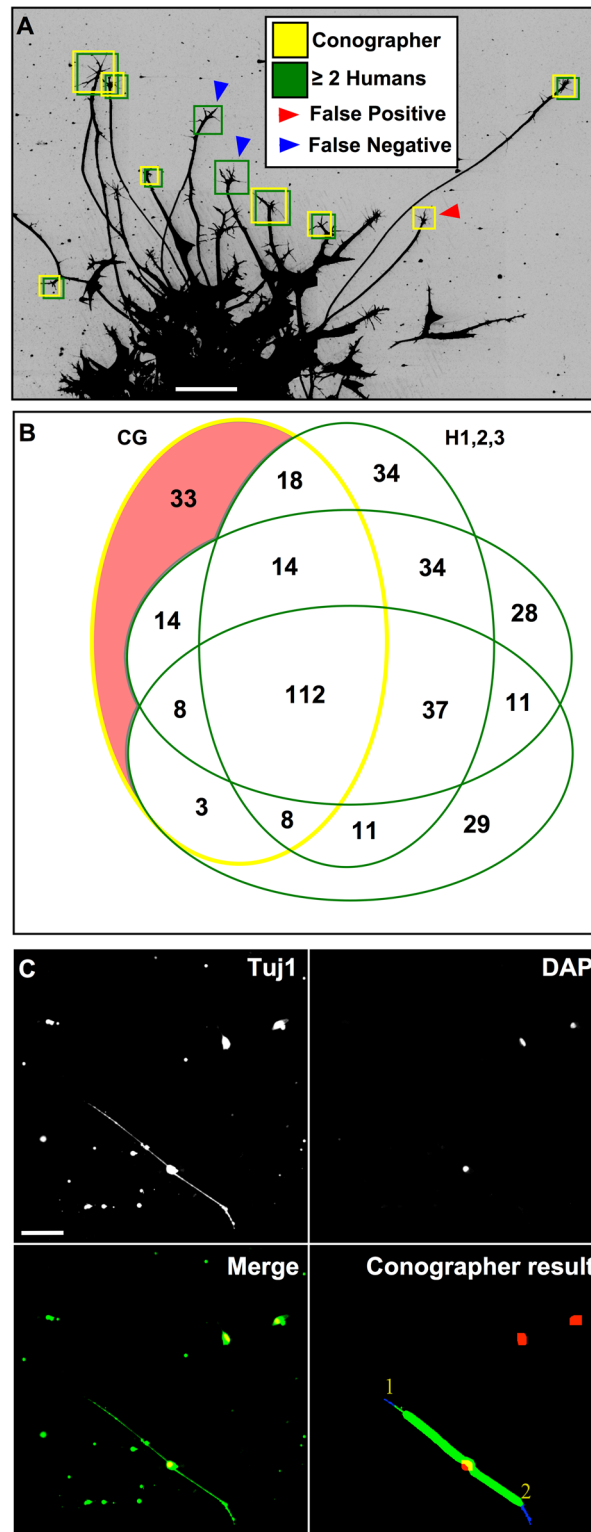 A
Conographer
≥ 2 Humans
False Positive
False Negative
B
CG
H1,2,3
33
18
34
14
34
28
14
112
37
11
8
3
8
11
29
C
Tuj1
DAP
Merge
Conographer result
1
2